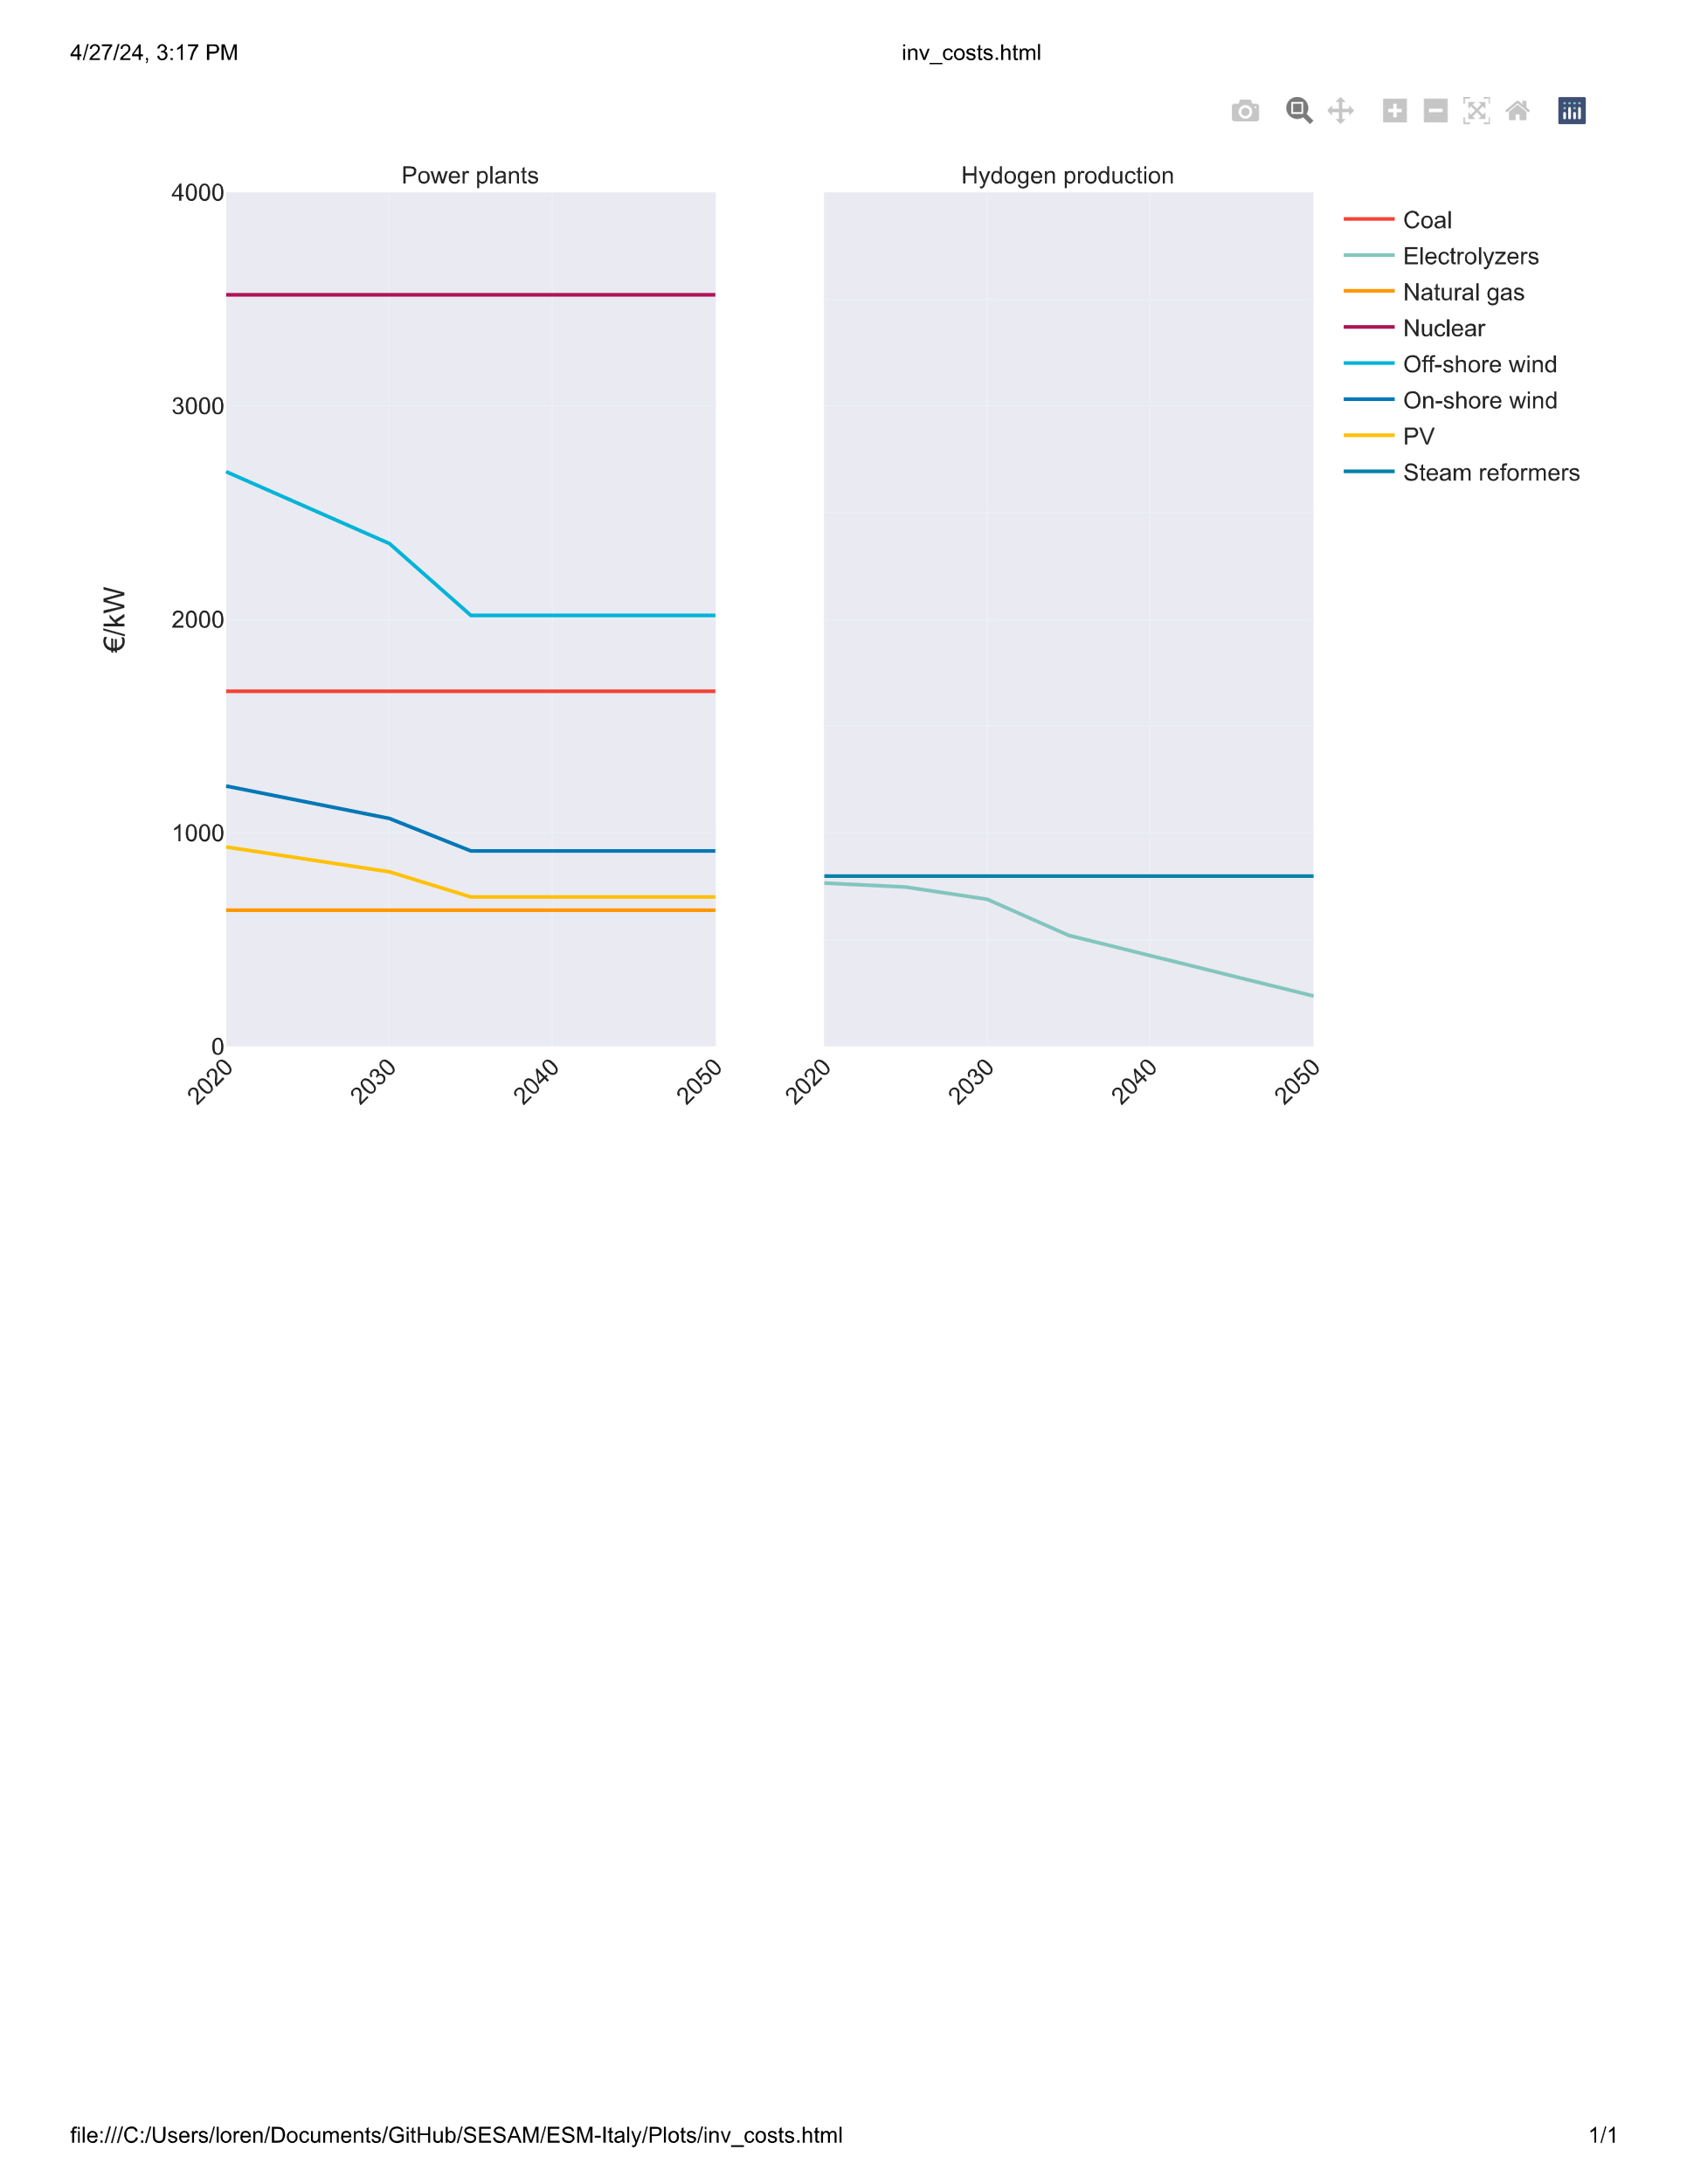 4/27/24, 3:17 PM
inv_costs.html
Power plants
Hydogen production
4000
3000
2000
1000
0
€/kW
2020
2030
2040
2050
2020
2030
2040
2050
Coal
Electrolyzers
Natural gas
Nuclear
Off-shore wind
On-shore wind
PV
Steam reformers
file:///C:/Users/loren/Documents/GitHub/SESAM/ESM-Italy/Plots/inv_costs.html
1/1